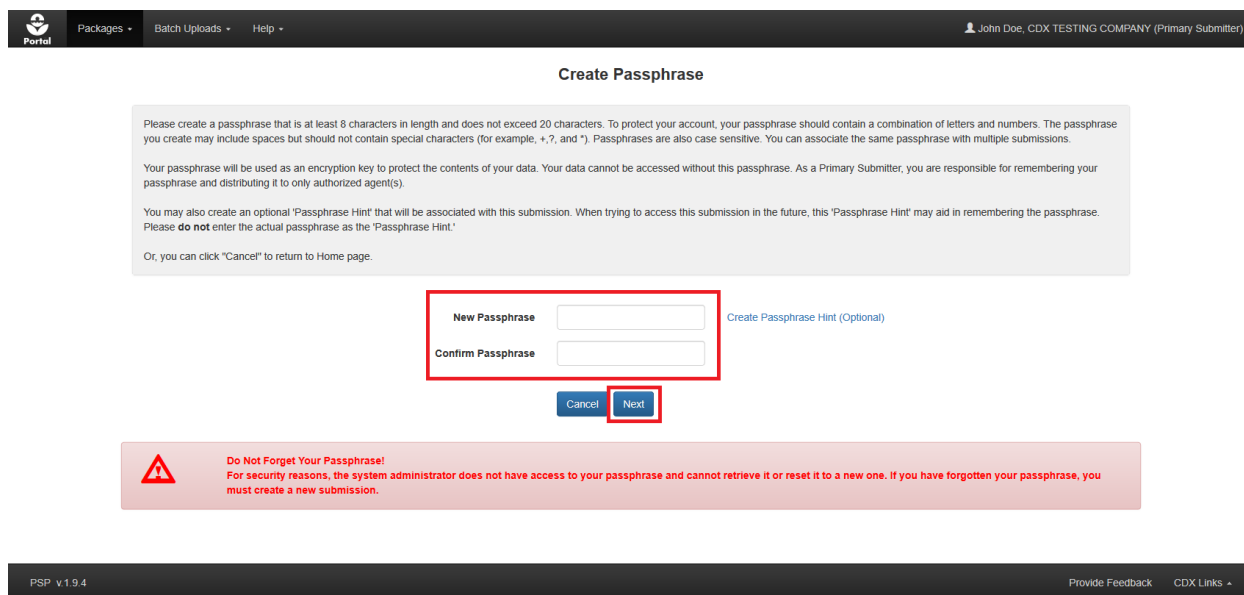 Portal
Packages
Batch Uploads
Help
John Doe, CDX TESTING COMPANY (Primary Submitter)
Create Passphrase
Please create a passphrase that is at least 8 characters in length and does not exceed 20 characters. To protect your account, your passphrase should contain a combination of letters and numbers. The passphrase
you create may include spaces but should not contain special characters (for example, +,?, and *). Passphrases are also case sensitive. You can associate the same passphrase with multiple submissions.
Your passphrase will be used as an encryption key to protect the contents of your data. Your data cannot be accessed without this passphrase. As a Primary Submitter, you are responsible for remembering your
passphrase and distributing it to only authorized agent(s).
You may also create an optional 'Passphrase Hint' that will be associated with this submission. When trying to access this submission in the future, this 'Passphrase Hint' may aid in remembering the passphrase.
Please do not enter the actual passphrase as the 'Passphrase Hint.'
Or, you can click "Cancel" to return to Home page.
New Passphrase
Create Passphrase Hint (Optional)
Confirm Passphrase
Cancel
Next
Do Not Forget Your Passphrase!
For security reasons, the system administrator does not have access to your passphrase and cannot retrieve it or reset it to a new one. If you have forgotten your passphrase, you
must create a new submission.
PSP v.1.9.4
Provide Feedback
CDX Links